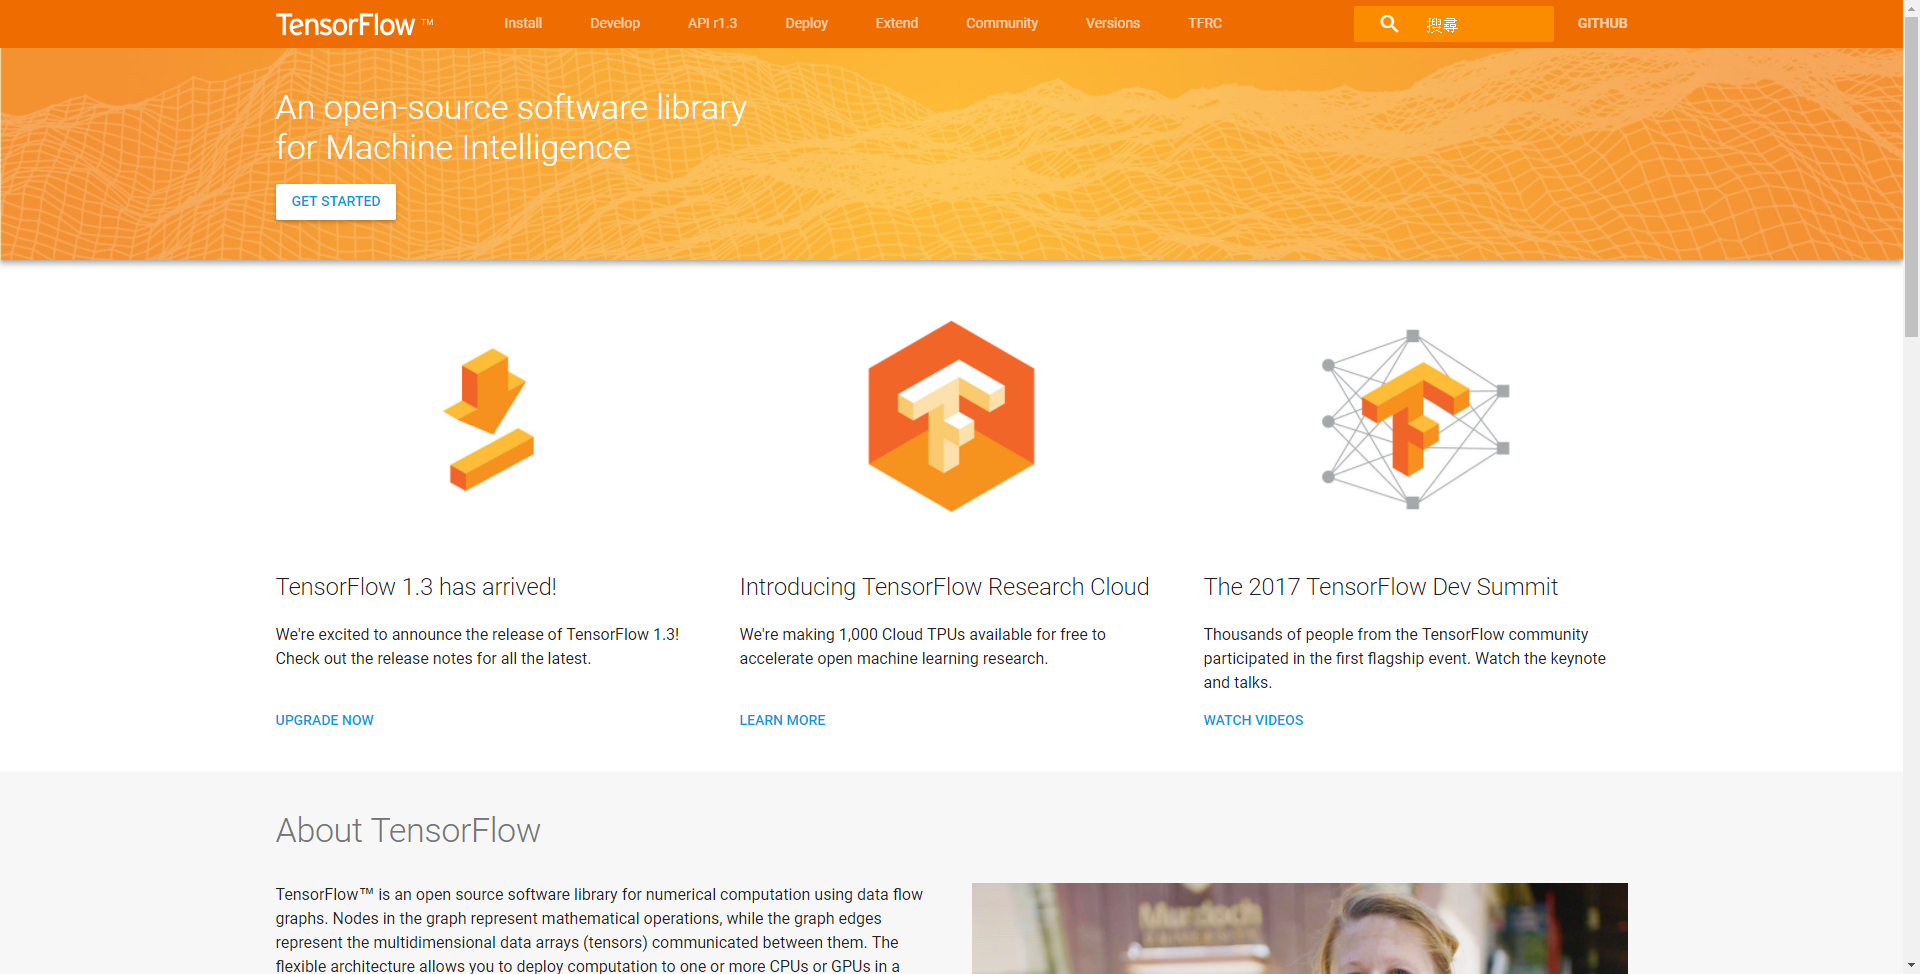 TensorFlow ™
Install
Develop
API r1.3
Deploy
Extend
Community
Versions
TFRC
搜尋
GITHUB
An open-source software library
for Machine Intelligence
GET STARTED
TensorFlow 1.3 has arrived!
We're excited to announce the release of TensorFlow 1.3!
Check out the release notes for all the latest.
UPGRADE NOW
Introducing TensorFlow Research Cloud
We're making 1,000 Cloud TPUs available for free to
accelerate open machine learning research.
LEARN MORE
The 2017 TensorFlow Dev Summit
Thousands of people from the TensorFlow community
participated in the first flagship event. Watch the keynote
and talks.
WATCH VIDEOS
About TensorFlow
TensorFlow™ is an open source software library for numerical computation using data flow
graphs. Nodes in the graph represent mathematical operations, while the graph edges
represent the multidimensional data arrays (tensors) communicated between them. The
flexible architecture allows you to deploy computation to one or more CPUs or GPUs in a
Murdoch